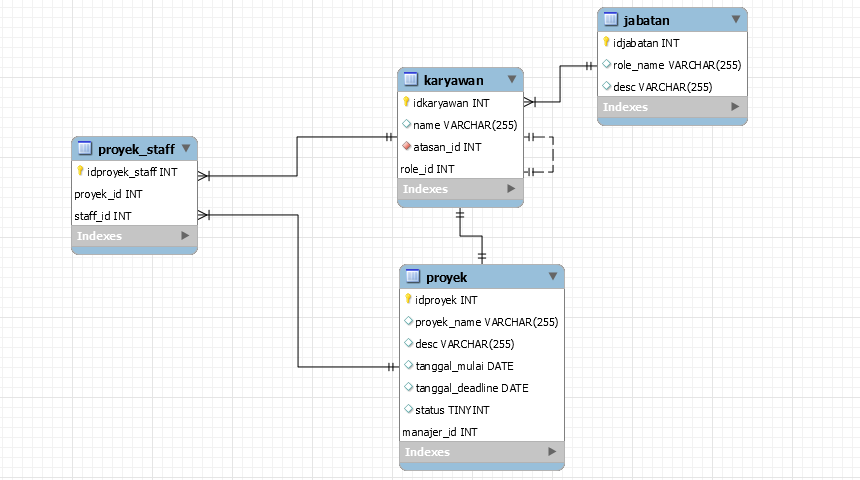 jabatan
idjabatan INT
role_name VARCHAR(255)
desc VARCHAR(255)
Indexes
karyawan
idkaryawan INT
name VARCHAR(255)
atasan_id INT
role_id INT
Indexes
proyek_staff
idproyek_staff INT
proyek_id INT
staff_id INT
Indexes
proyek
idproyek INT
proyek_name VARCHAR(255)
desc VARCHAR(255)
tanggal_mulai DATE
tanggal_deadline DATE
status TINYINT
manajer_id INT
Indexes